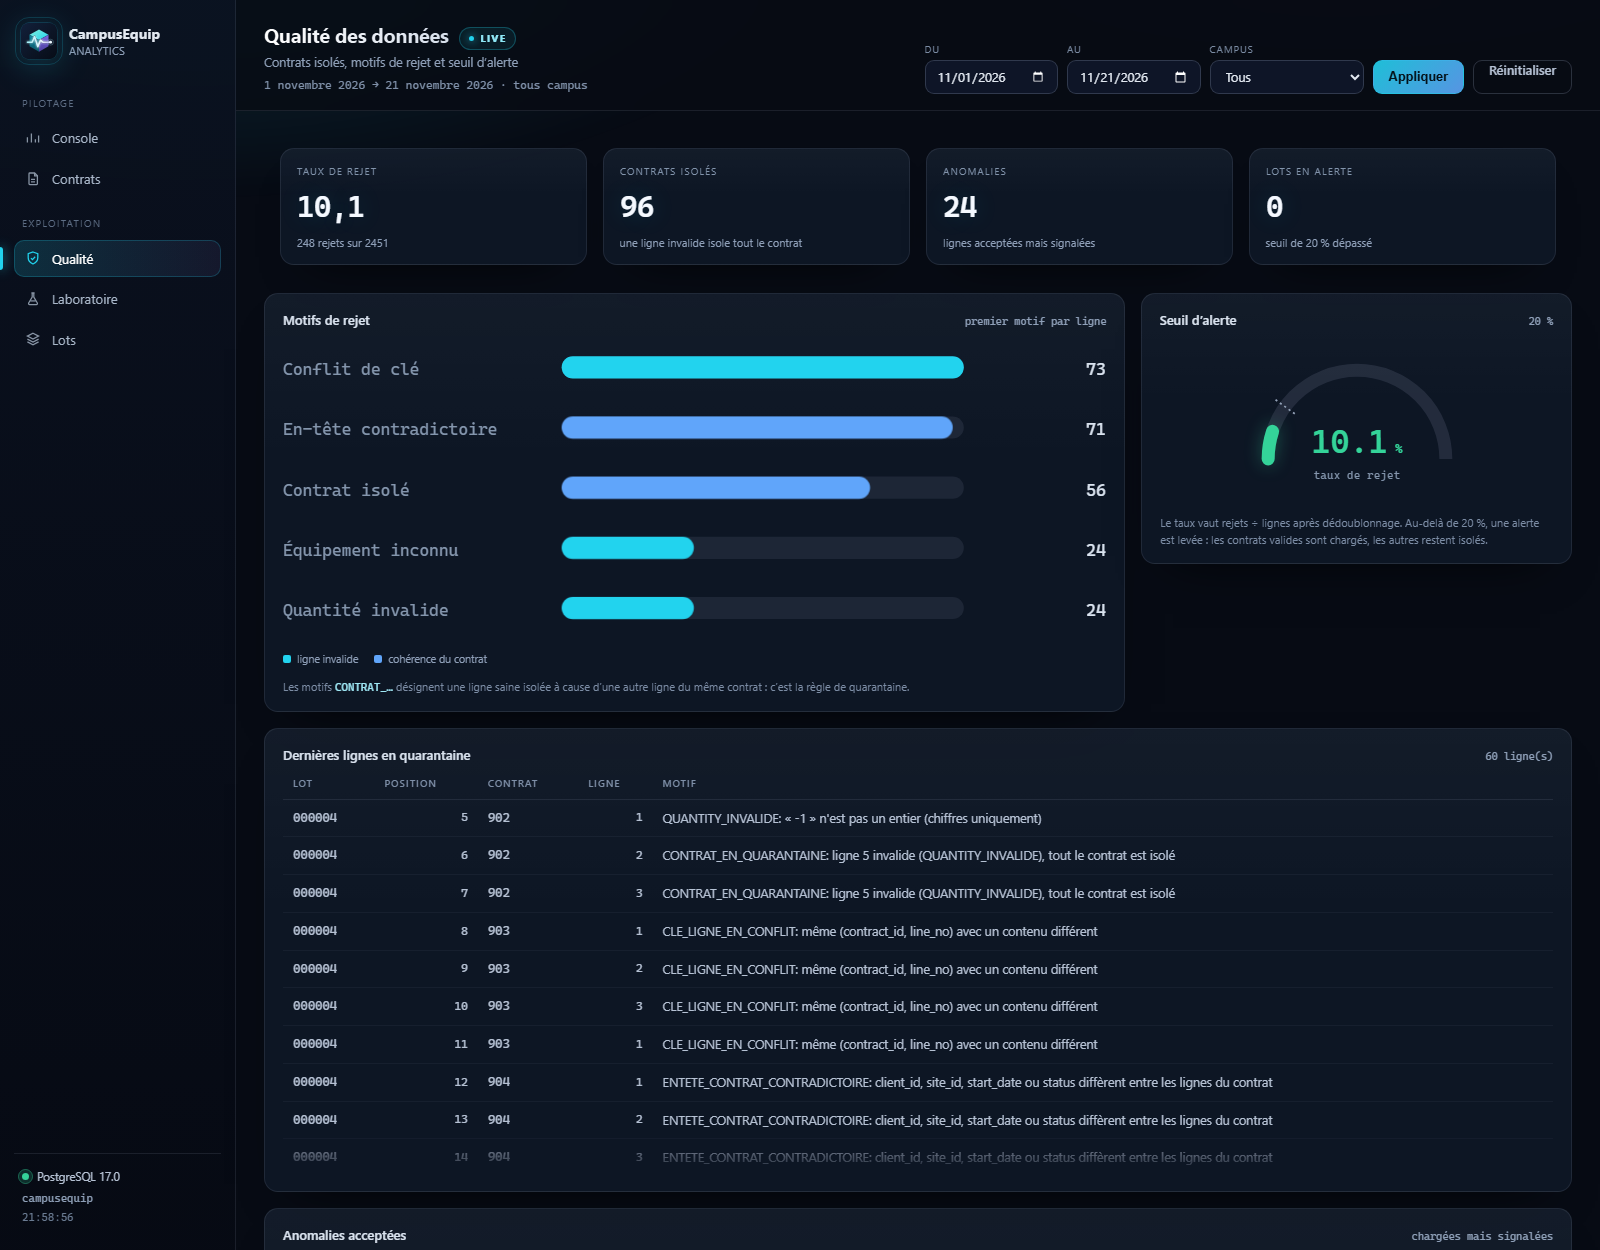 CampusEquip
ANALYTICS
PILOTAGE
Console
Contrats
EXPLOITATION
Qualité
Laboratoire
Lots
PostgreSQL 17.0
campusequip
21:58:56
Qualité des données
LIVE
Contrats isolés, motifs de rejet et seuil d'alerte
1 novembre 2026 → 21 novembre 2026 · tous campus
DU
11/01/2026
AU
11/21/2026
CAMPUS
Tous
Appliquer
Réinitialiser
TAUX DE REJET
10,1
248 rejets sur 2451
CONTRATS ISOLÉS
96
une ligne invalide isole tout le contrat
ANOMALIES
24
lignes acceptées mais signalées
LOTS EN ALERTE
0
seuil de 20 % dépassé
Motifs de rejet
premier motif par ligne
Conflit de clé 73
En-tête contradictoire 71
Contrat isolé 56
Équipement inconnu 24
Quantité invalide 24
ligne invalide
cohérence du contrat
Les motifs CONTRAT_… désignent une ligne saine isolée à cause d'une autre ligne du même contrat : c'est la règle de quarantaine.
Seuil d'alerte
20 %
10.1 %
taux de rejet
Le taux vaut rejets ÷ lignes après dédoublonnage. Au-delà de 20 %, une alerte
est levée : les contrats valides sont chargés, les autres restent isolés.
Dernières lignes en quarantaine
60 ligne(s)
LOT POSITION CONTRAT LIGNE MOTIF
000004 5 902 1 QUANTITY_INVALIDE: « -1 » n'est pas un entier (chiffres uniquement)
000004 6 902 2 CONTRAT_EN_QUARANTAINE: ligne 5 invalide (QUANTITY_INVALIDE), tout le contrat est isolé
000004 7 902 3 CONTRAT_EN_QUARANTAINE: ligne 5 invalide (QUANTITY_INVALIDE), tout le contrat est isolé
000004 8 903 1 CLE_LIGNE_EN_CONFLIT: même (contract_id, line_no) avec un contenu différent
000004 9 903 2 CLE_LIGNE_EN_CONFLIT: même (contract_id, line_no) avec un contenu différent
000004 10 903 3 CLE_LIGNE_EN_CONFLIT: même (contract_id, line_no) avec un contenu différent
000004 11 903 1 CLE_LIGNE_EN_CONFLIT: même (contract_id, line_no) avec un contenu différent
000004 12 904 1 ENTETE_CONTRAT_CONTRADICTOIRE: client_id, site_id, start_date ou status diffèrent entre les lignes du contrat
000004 13 904 2 ENTETE_CONTRAT_CONTRADICTOIRE: client_id, site_id, start_date ou status diffèrent entre les lignes du contrat
000004 14 904 3 ENTETE_CONTRAT_CONTRADICTOIRE: client_id, site_id, start_date ou status diffèrent entre les lignes du contrat
Anomalies acceptées
chargées mais signalées